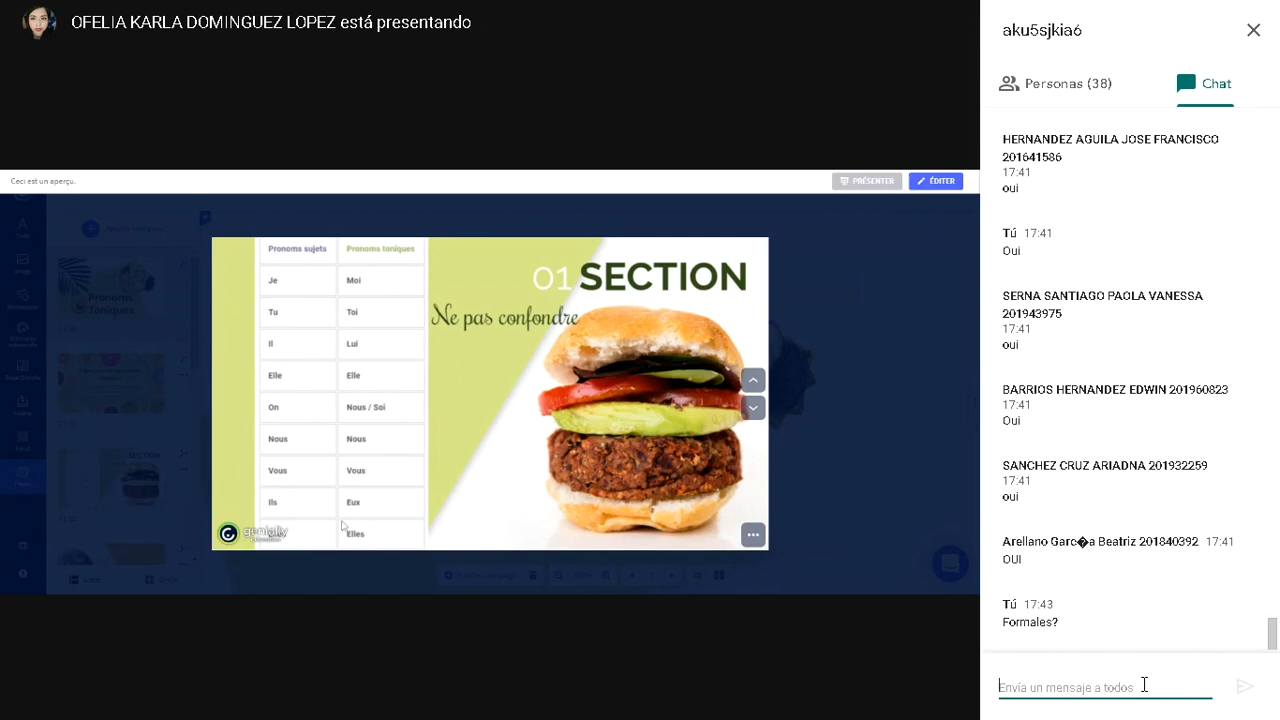 OFELIA KARLA DOMINGUEZ LOPEZ está presentando
Ceci est un aperçu.
PRÉSENTER
ÉDITER
Pronoms sujets Pronoms toniques
Je Moi
Tu Toi
Il Lui
Elle Elle
On Nous / Soi
Nous Nous
Vous Vous
Ils Eux
Elles
genially
01 SECTION
Ne pas confondre
Pronoms
Toniques
aku5sjkia6
Personas (38)
Chat
HERNANDEZ AGUILA JOSE FRANCISCO
201641586
17:41
oui
Tú 17:41
Oui
SERNA SANTIAGO PAOLA VANESSA
201943975
17:41
oui
BARRIOS HERNANDEZ EDWIN 201960823
17:41
Oui
SANCHEZ CRUZ ARIADNA 201932259
17:41
oui
Arellano Garc�a Beatriz 201840392 17:41
OUI
Tú 17:43
Formales?
Envía un mensaje a todos